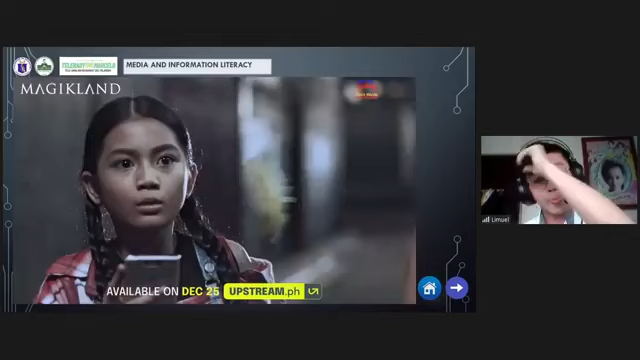 MEDIA AND INFORMATION LITERACY
MAGIKLAND
AVAILABLE ON DEC 25 UPSTREAM.ph
Limuel